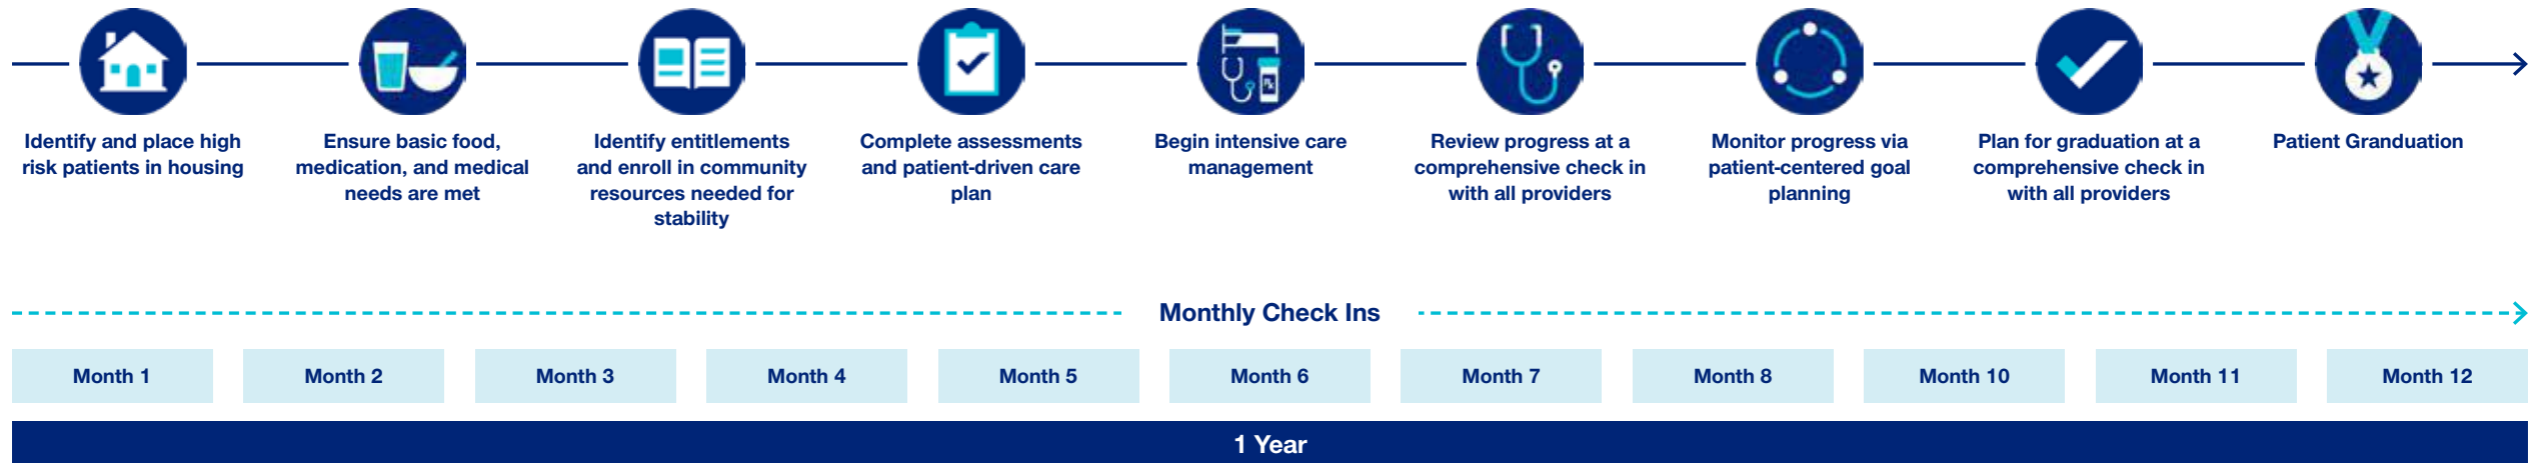 Identify and place high
risk patients in housing
Ensure basic food,
medication, and medical
needs are met
Identify entitlements
and enroll in community
resources needed for
stability
Complete assessments
and patient-driven care
plan
Begin intensive care
management
Review progress at a
comprehensive check in
with all providers
Monitor progress via
patient-centered goal
planning
Plan for graduation at a
comprehensive check in
with all providers
Patient Granduation
Monthly Check Ins
Month 1
Month 2
Month 3
Month 4
Month 5
Month 6
Month 7
Month 8
Month 10
Month 11
Month 12
1 Year